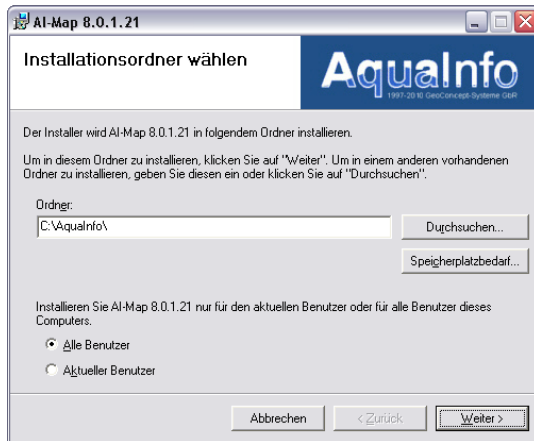 AI-Map 8.0.1.21
Installationsordner wählen
AquaInfo
1997-2010 GeoConcept-Systeme GbR
Der Installer wird AI-Map 8.0.1.21 in folgendem Ordner installieren.
Um in diesem Ordner zu installieren, klicken Sie auf "Weiter". Um in einem anderen vorhandenen
Ordner zu installieren, geben Sie diesen ein oder klicken Sie auf "Durchsuchen".
Ordner:
C:\AquaInfo\
Durchsuchen...
Speicherplatzbedarf...
Installieren Sie AI-Map 8.0.1.21 nur für den aktuellen Benutzer oder für alle Benutzer dieses
Computers.
Alle Benutzer
Aktueller Benutzer
Abbrechen
< Zurück
Weiter >